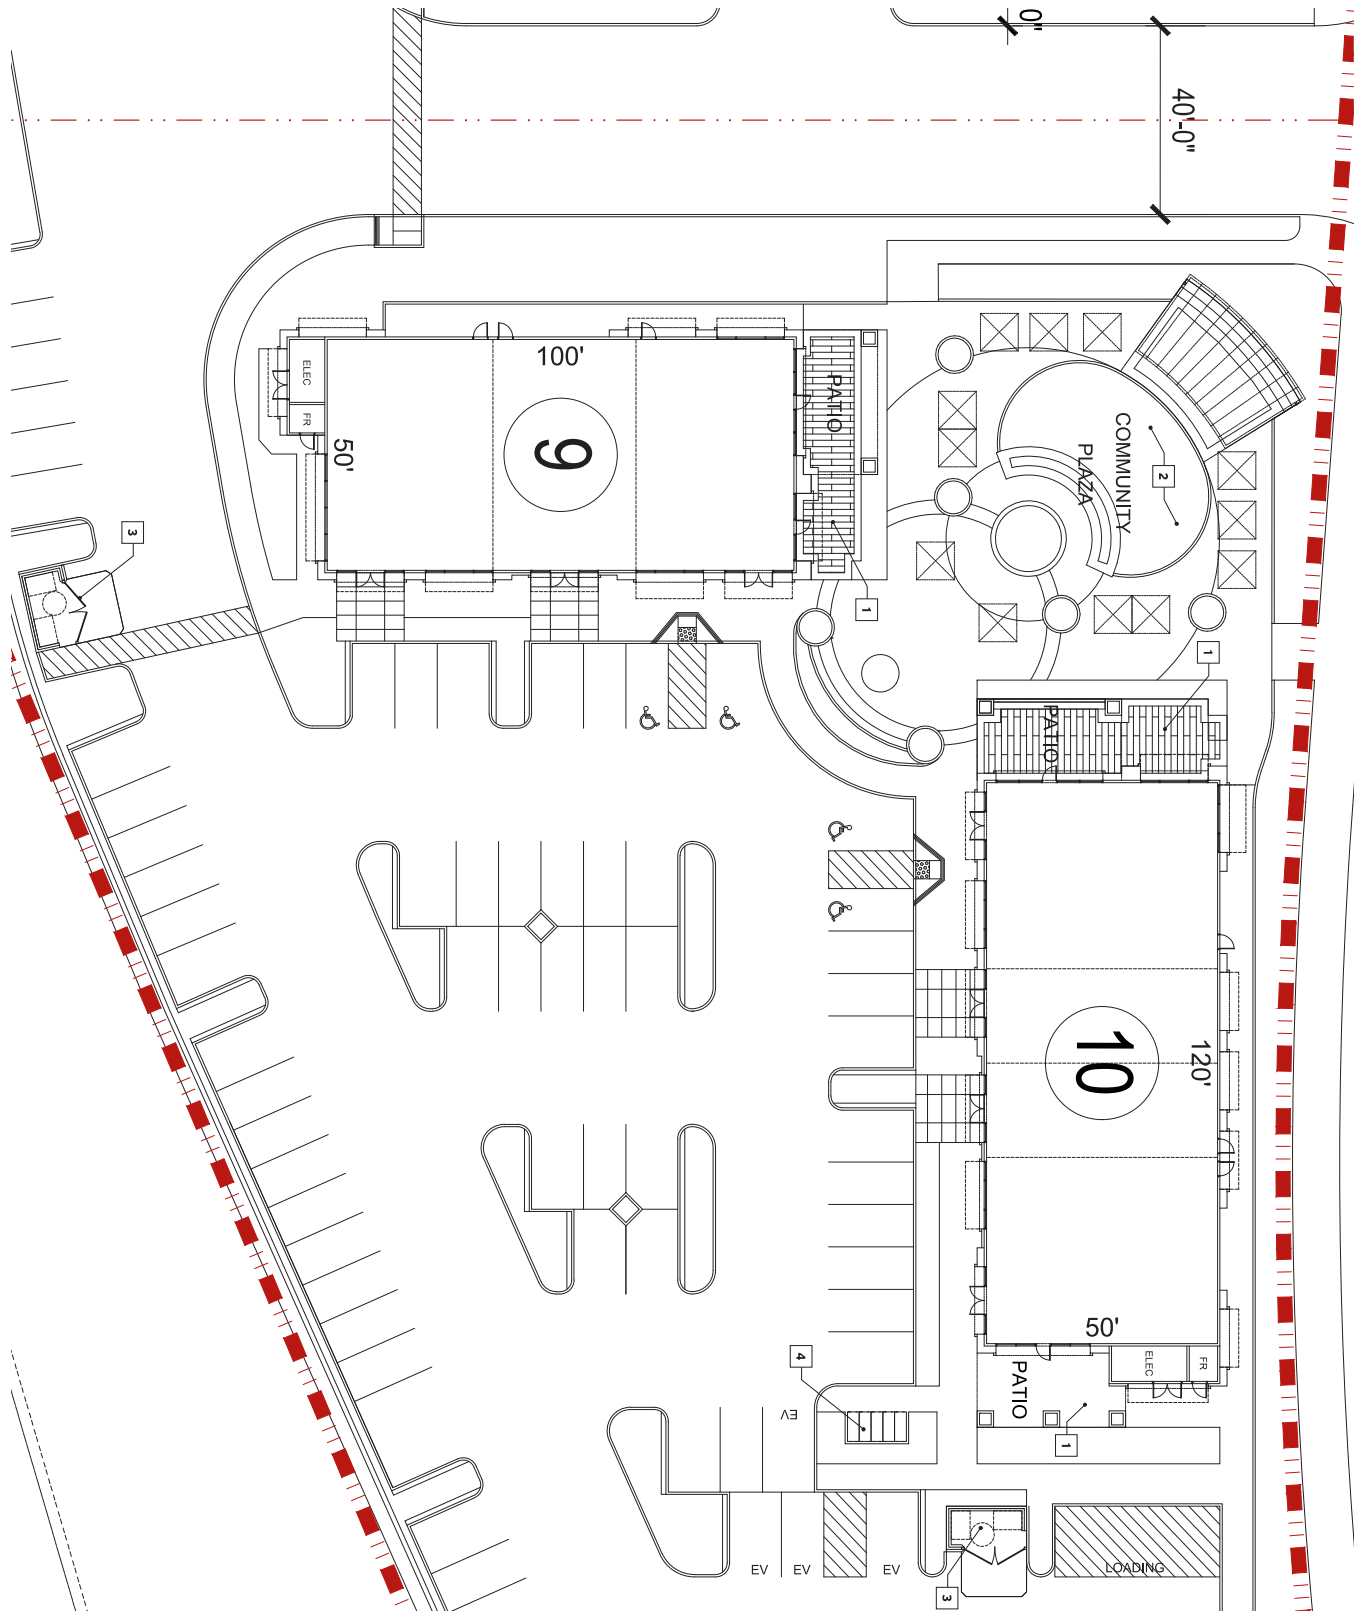 0"
40'-0"
100'
9
50'
ELEC
FR
PATIO
COMMUNITY
PLAZA
2
3
1
1
PATIO
10
120'
50'
ELEC
FR
PATIO
4
1
EV
EV
EV
EV
LOADING
3